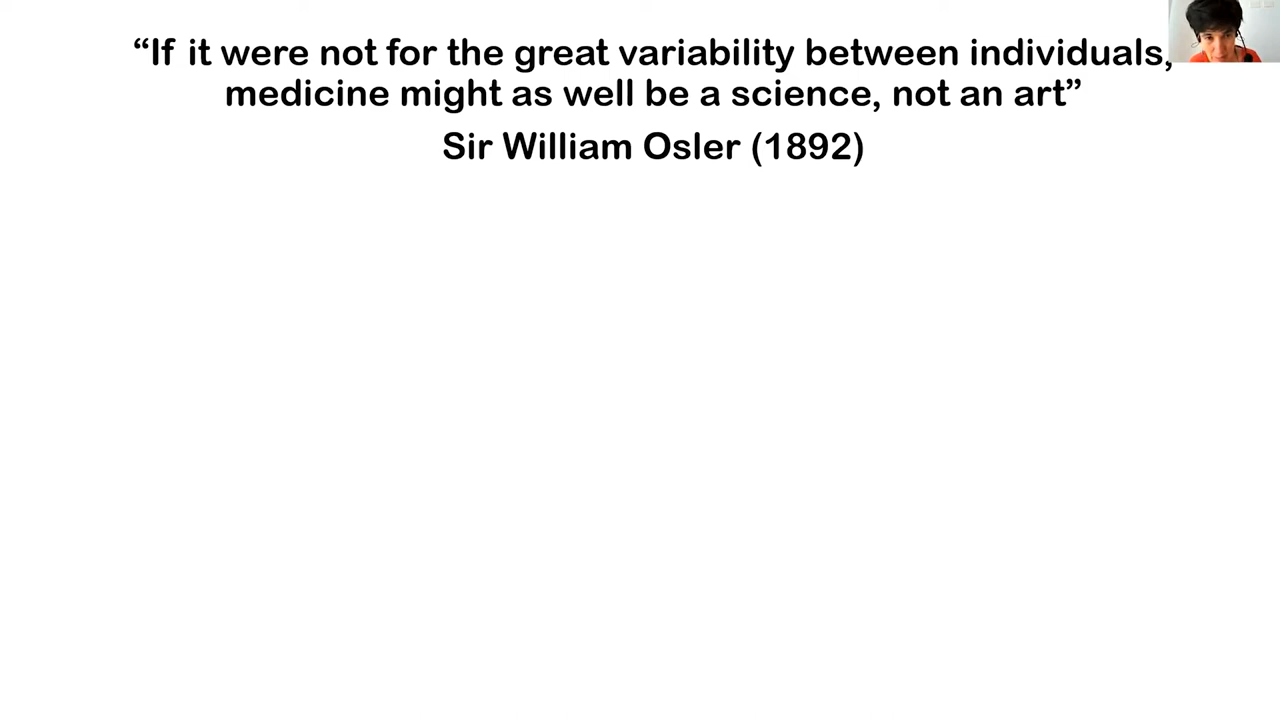 “If it were not for the great variability between individuals,
medicine might as well be a science, not an art”
Sir William Osler (1892)